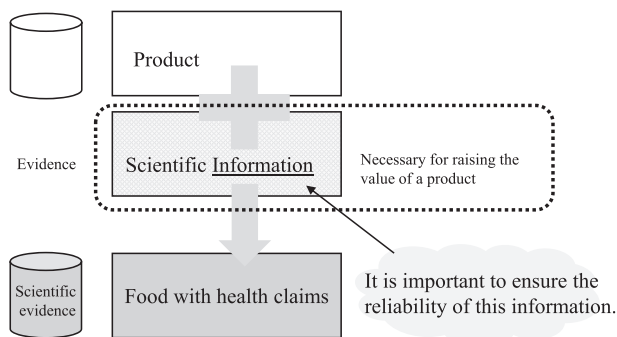 Product
Evidence
Scientific Information
Necessary for raising the
value of a product
Scientific
evidence
Food with health claims
It is important to ensure the
reliability of this information.